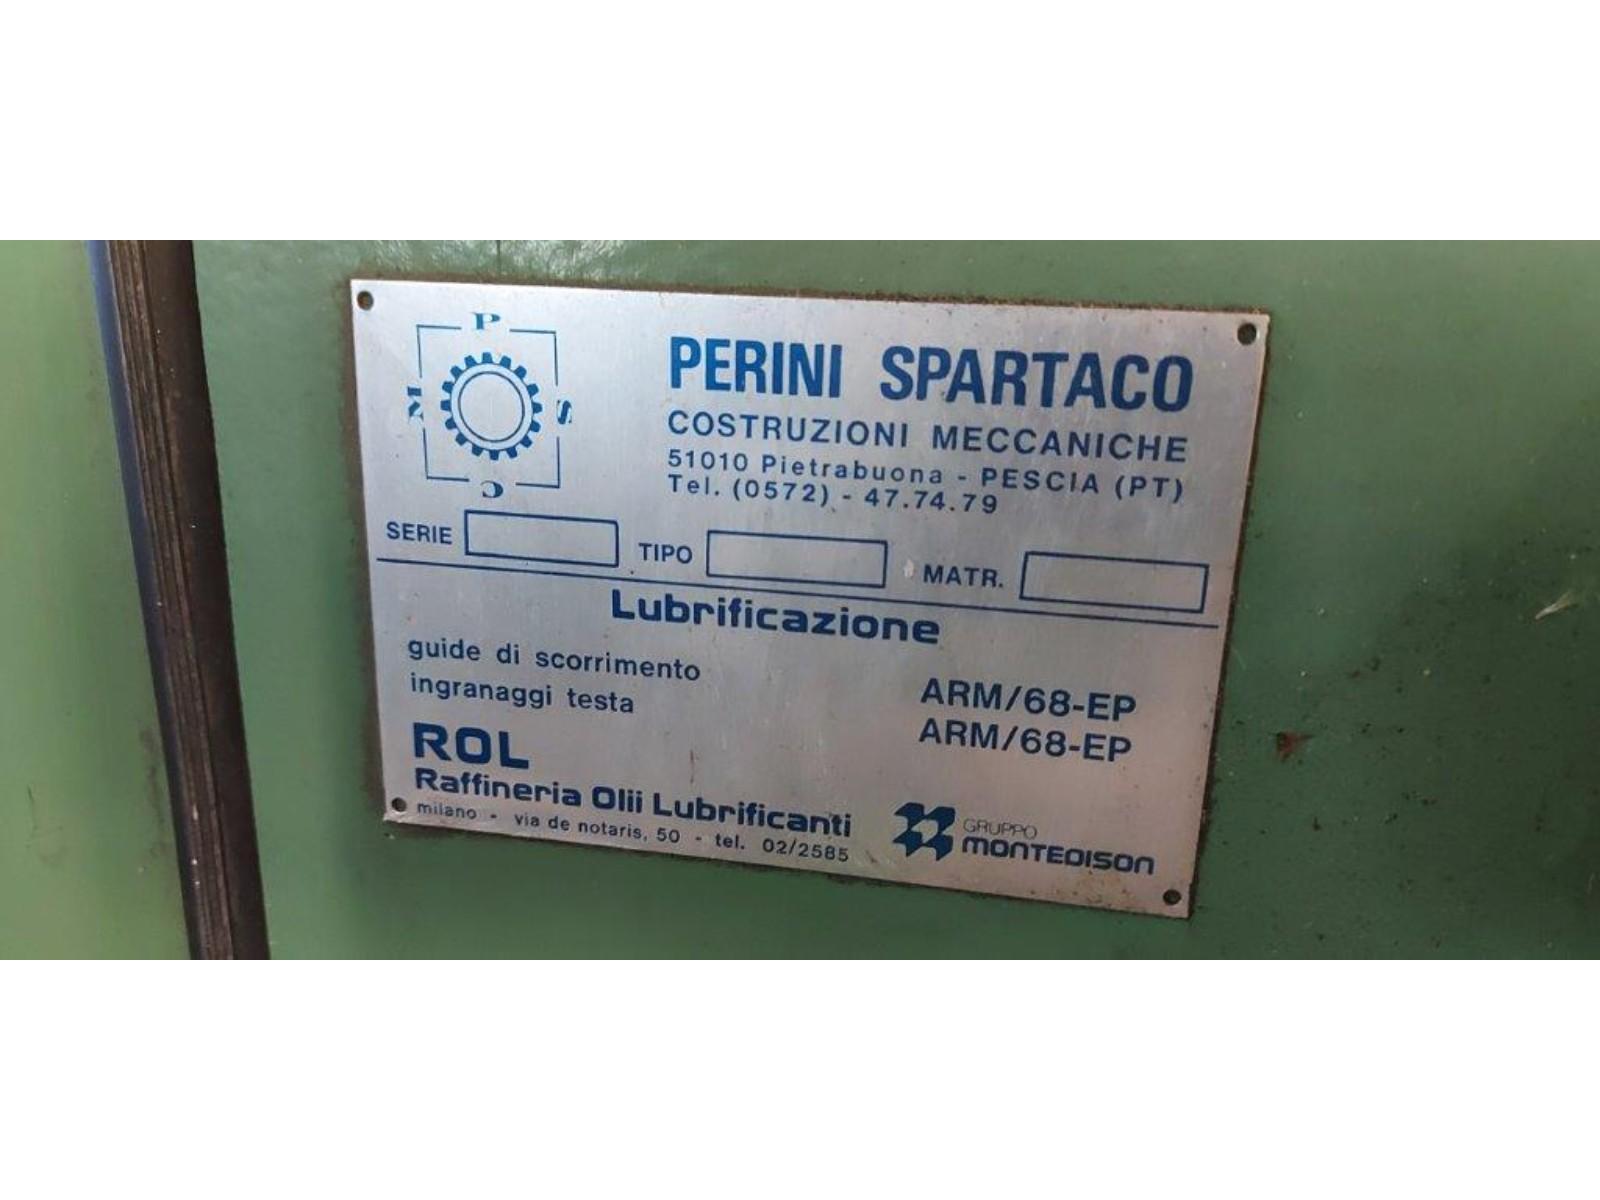 P
M S
C
PERINI SPARTACO
COSTRUZIONI MECCANICHE
51010 Pietrabuona - PESCIA (PT)
Tel. (0572) - 47.74.79
SERIE TIPO MATR.
Lubrificazione
guide di scorrimento ARM/68-EP
ingranaggi testa ARM/68-EP
ROL
Raffineria Olii Lubrificanti
milano - via de notaris, 50 - tel. 02/2585
GRUPPO
MONTEDISON